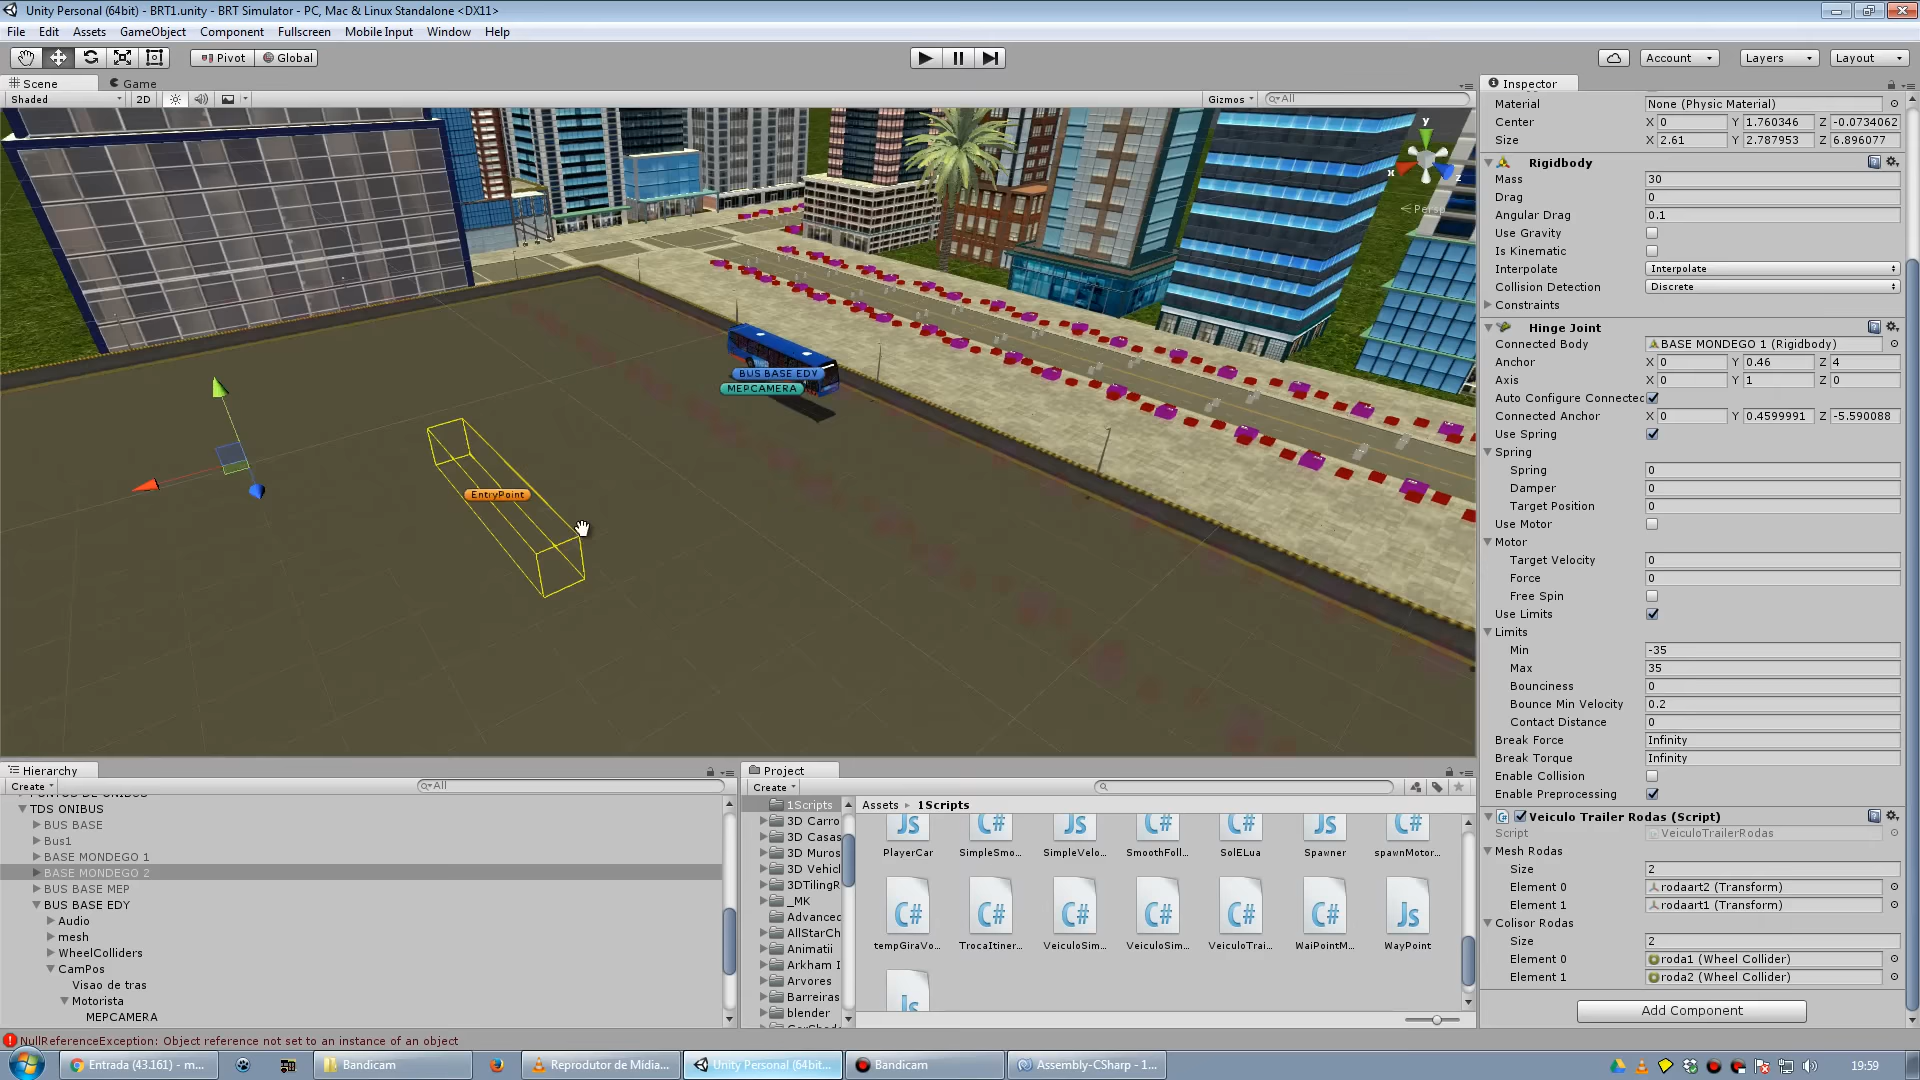 Unity Personal (64bit) - BRT1.unity - BRT Simulator - PC, Mac & Linux Standalone <DX11>
File Edit Assets GameObject Component Fullscreen Mobile Input Window Help
Pivot Global Account Layers Layout
Scene Game
Shaded 2D Gizmos All
y x z
Persp
BUS BASE EDY
MEPCAMERA
EntryPoint
Inspector
Material None (Physic Material)
Center X 0 Y 1.760346 Z -0.0734062
Size X 2.61 Y 2.787953 Z 6.896077
Rigidbody
Mass 30
Drag 0
Angular Drag 0.1
Use Gravity
Is Kinematic
Interpolate Interpolate
Collision Detection Discrete
Constraints
Hinge Joint
Connected Body BASE MONDEGO 1 (Rigidbody)
Anchor X 0 Y 0.46 Z 4
Axis X 0 Y 1 Z 0
Auto Configure Connectec
Connected Anchor X 0 Y 0.4599991 Z -5.590088
Use Spring
Spring
Spring 0
Damper 0
Target Position 0
Use Motor
Motor
Target Velocity 0
Force 0
Free Spin
Use Limits
Limits
Min -35
Max 35
Bounciness 0
Bounce Min Velocity 0.2
Contact Distance 0
Break Force Infinity
Break Torque Infinity
Enable Collision
Enable Preprocessing
Veiculo Trailer Rodas (Script)
Script VeiculoTrailerRodas
Mesh Rodas
Size 2
Element 0 rodaart2 (Transform)
Element 1 rodaart1 (Transform)
Colisor Rodas
Size 2
Element 0 roda1 (Wheel Collider)
Element 1 roda2 (Wheel Collider)
Add Component
Hierarchy
Create All
TDS ONIBUS
BUS BASE
Bus1
BASE MONDEGO 1
BASE MONDEGO 2
BUS BASE MEP
BUS BASE EDY
Audio
mesh
WheelColliders
CamPos
Visao de tras
Motorista
MEPCAMERA
Project
Create
1Scripts
3D Carro
3D Casas
3D Muros
3D Vehicl
3DTilingR
_MK
Advanced
AllStarCh
Animatii
Arkham I
Arvores
Barreiras
blender
Assets 1Scripts
Js C# Js C# C# Js C#
PlayerCar SimpleSmo... SimpleVelo... SmoothFoll... SolELua Spawner spawnMotor...
C# C# C# C# C# C# Js
tempGiraVo... TrocaItiner... VeiculoSim... VeiculoSim... VeiculoTrai... WaiPointM... WayPoint
Js
NullReferenceException: Object reference not set to an instance of an object
Entrada (43.161) - m... Bandicam Reprodutor de Mídia... Unity Personal (64bit... Bandicam Assembly-CSharp - 1... 19:59